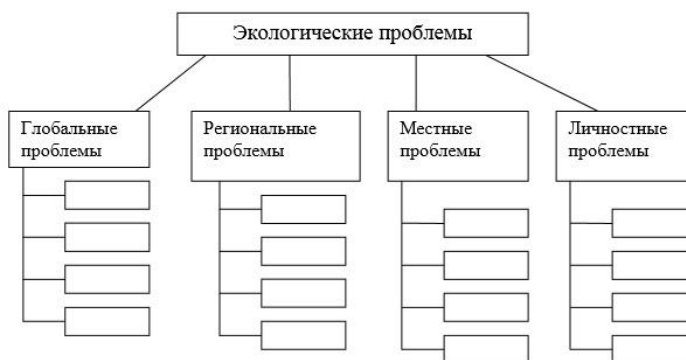 Экологические проблемы
Глобальные
проблемы
Региональные
проблемы
Местные
проблемы
Личностные
проблемы